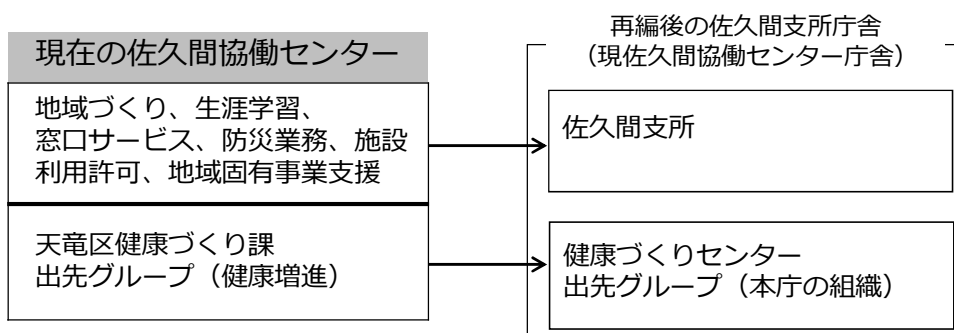 現在の佐久間協働センター
地域づくり、生涯学習、
窓口サービス、防災業務、施設
利用許可、地域固有事業支援
天竜区健康づくり課
出先グループ（健康増進）
再編後の佐久間支所庁舎
（現佐久間協働センター庁舎）
佐久間支所
健康づくりセンター
出先グループ（本庁の組織）